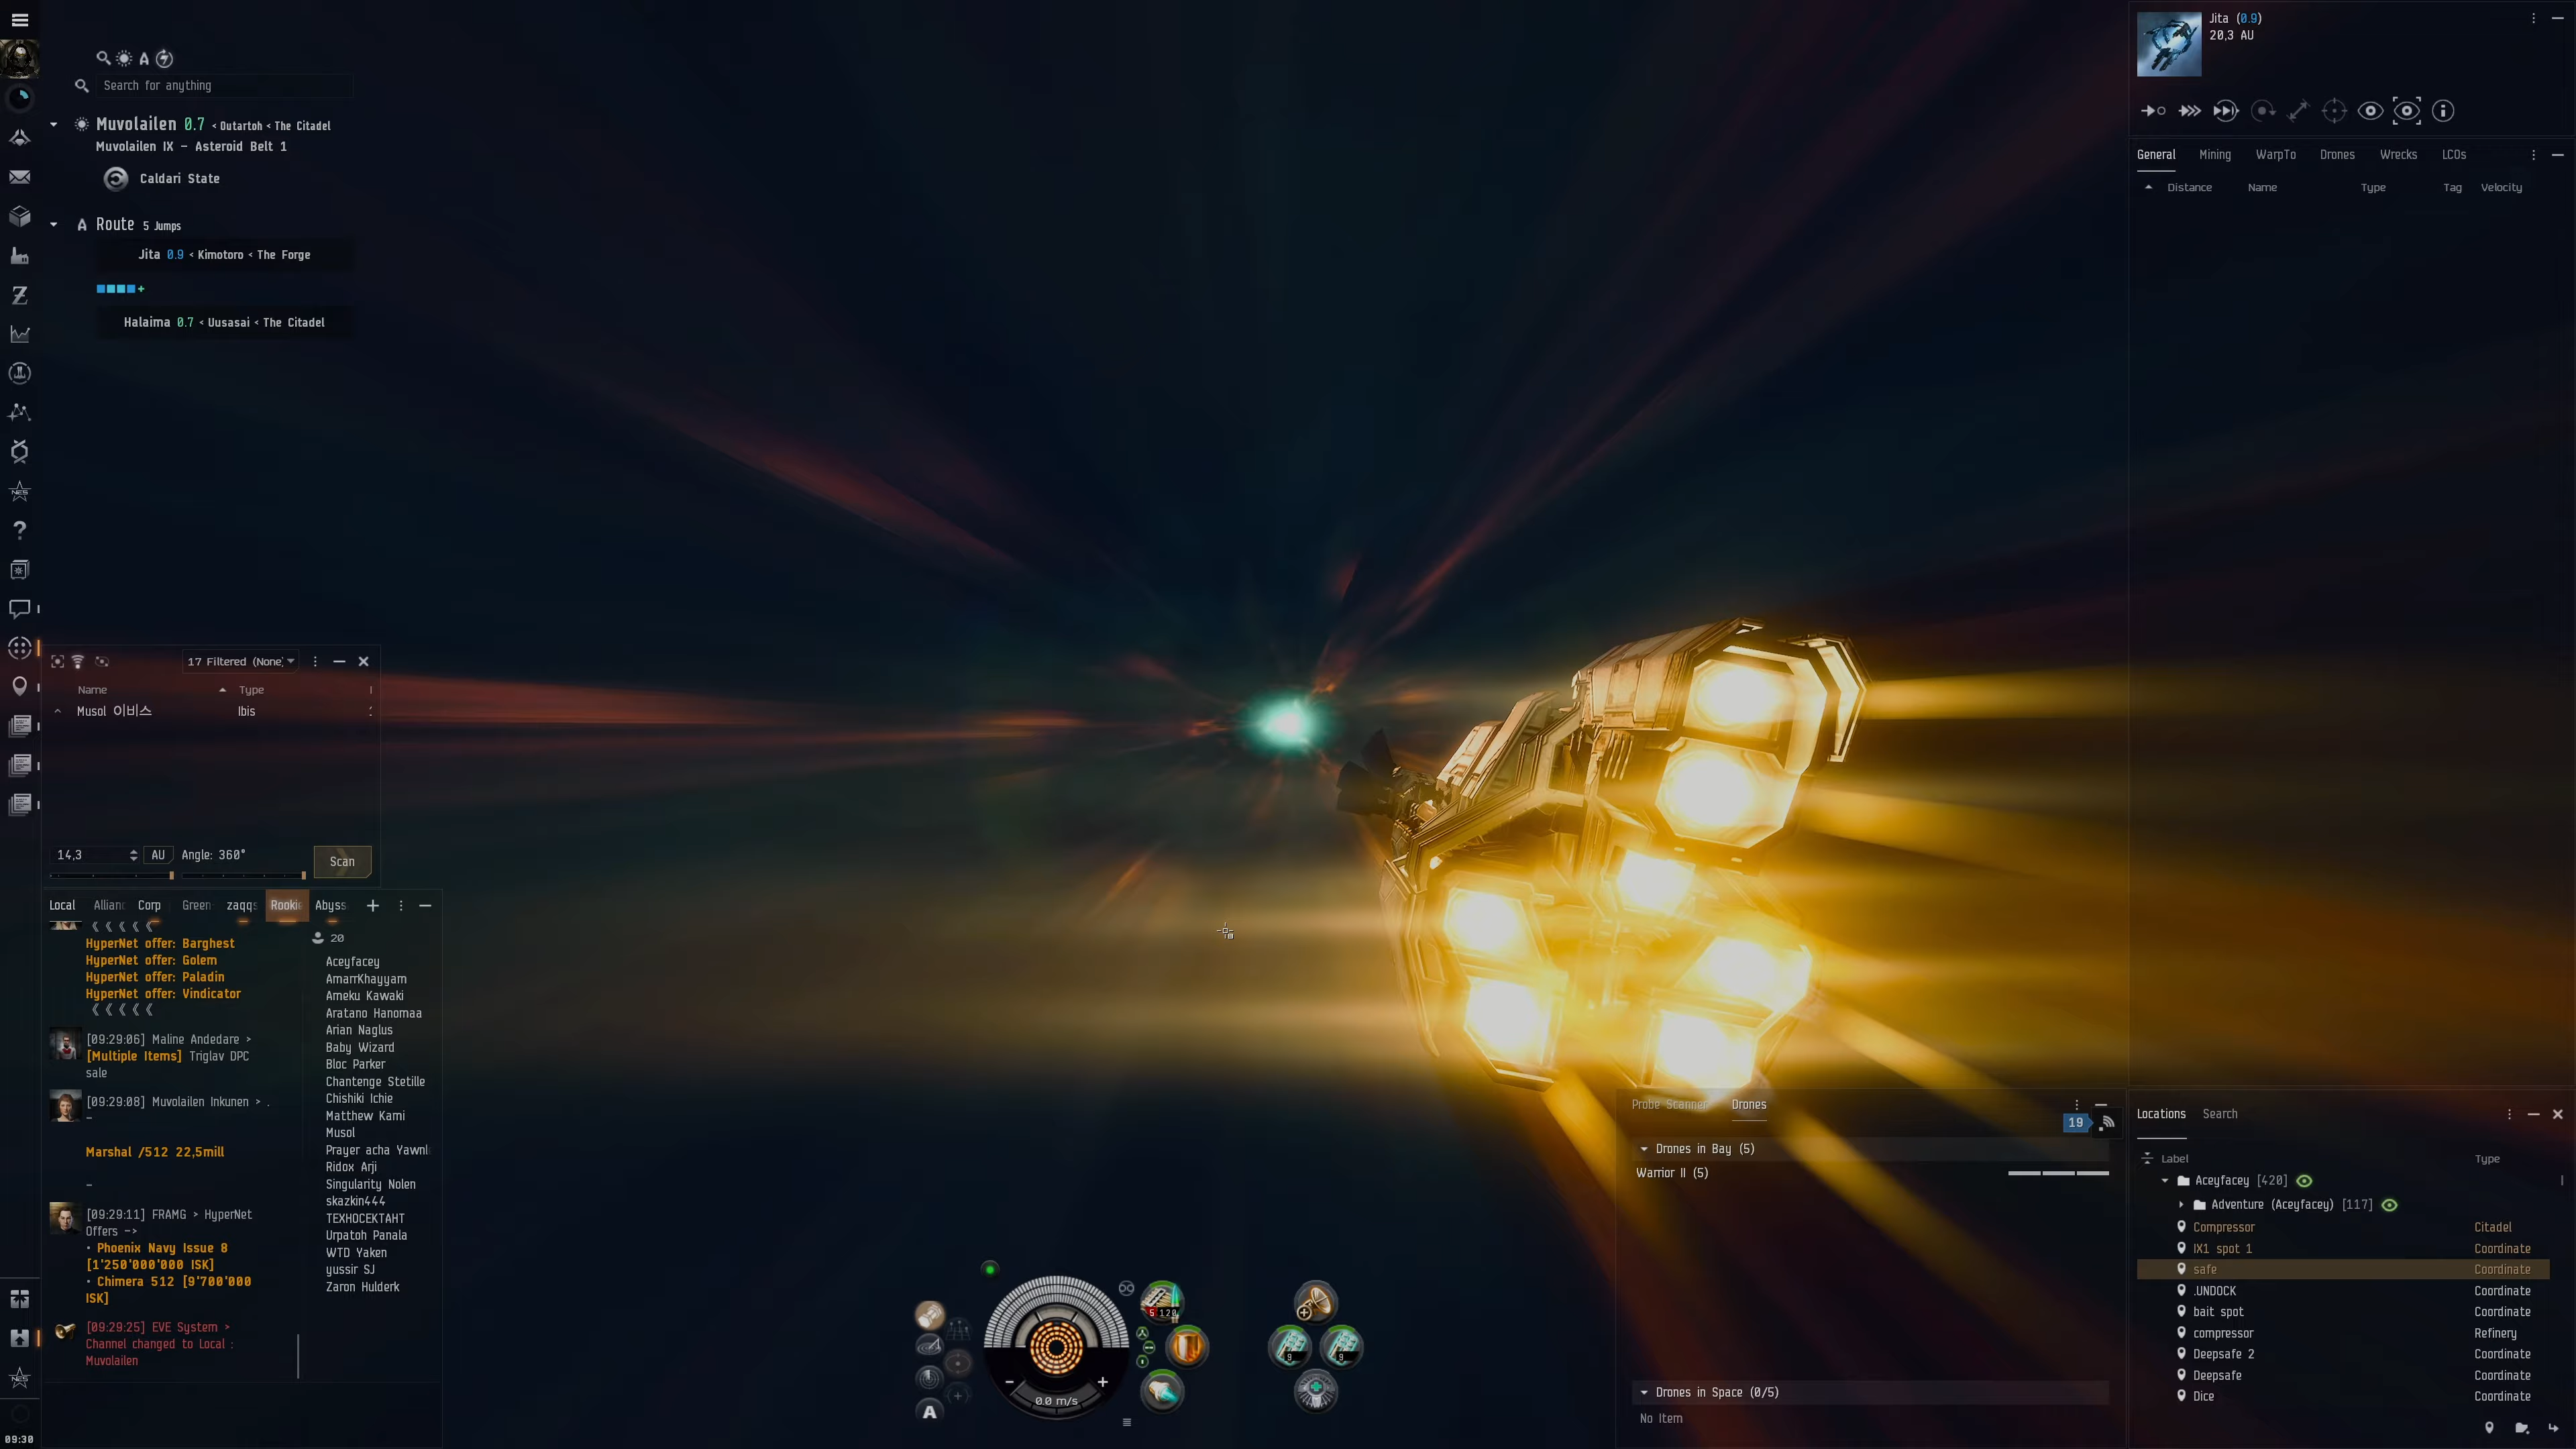 Search for anything
Muvolailen 0.7 < Outartoh < The Citadel
Muvolailen IX - Asteroid Belt 1
Caldari State
Route 5 Jumps
Jita 0.9 < Kimotoro < The Forge
Halaima 0.7 < Uusasai < The Citadel
Jita (0.9)
20,3 AU
General Mining WarpTo Drones Wrecks LCOs
Distance Name Type Tag Velocity
17 Filtered (None)
Name Type
Musol 이비스 Ibis
14,3 AU Angle: 360° Scan
Local Allianc Corp Green zaqqs Rookie Abyss
《《《《《
HyperNet offer: Barghest
HyperNet offer: Golem
HyperNet offer: Paladin
HyperNet offer: Vindicator
《《《《《
[09:29:06] Maline Andedare >
[Multiple Items] Triglav DPC
sale
[09:29:08] Muvolailen Inkunen > .
-
Marshal /512 22,5mill
-
[09:29:11] FRAMG > HyperNet
Offers ->
• Phoenix Navy Issue 8
[1'250'000'000 ISK]
• Chimera 512 [9'700'000
ISK]
[09:29:25] EVE System >
Channel changed to Local :
Muvolailen
20
Aceyfacey
AmarrKhayyam
Ameku Kawaki
Aratano Hanomaa
Arian Naglus
Baby Wizard
Bloc Parker
Chantenge Stetille
Chishiki Ichie
Matthew Kami
Musol
Prayer acha Yawnl
Ridox Arji
Singularity Nolen
skazkin444
TEXHOCEKTAHT
Urpatoh Panala
WTD Yaken
yussir SJ
Zaron Hulderk
09:30
5 120
9 9
0.0 m/s
A
Probe Scanner Drones
19
Drones in Bay (5)
Warrior II (5)
Drones in Space (0/5)
No Item
Locations Search
Label Type
Aceyfacey [420]
Adventure (Aceyfacey) [117]
Compressor Citadel
IX1 spot 1 Coordinate
safe Coordinate
.UNDOCK Coordinate
bait spot Coordinate
compressor Refinery
Deepsafe 2 Coordinate
Deepsafe Coordinate
Dice Coordinate